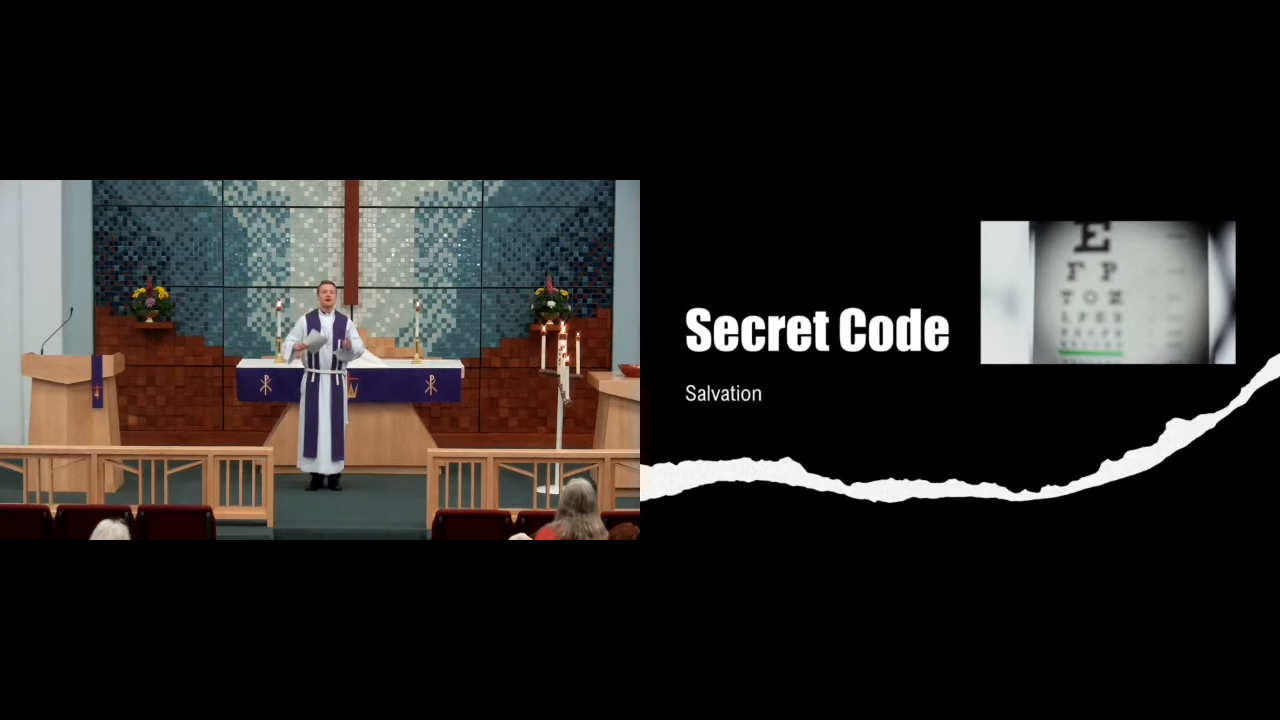 Secret Code
Salvation
E
F P
T O Z